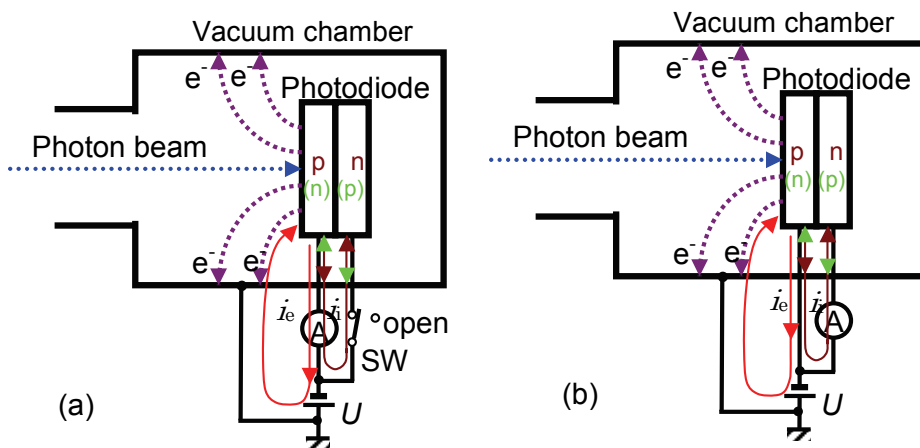 Vacuum chamber
e-
e-
Photodiode
Photon beam
p
n
(n)
(p)
e-
e-
ie
ii
A
open
SW
U
(a)
Vacuum chamber
e-
e-
Photodiode
Photon beam
p
n
(n)
(p)
e-
e-
ie
ii
A
U
(b)